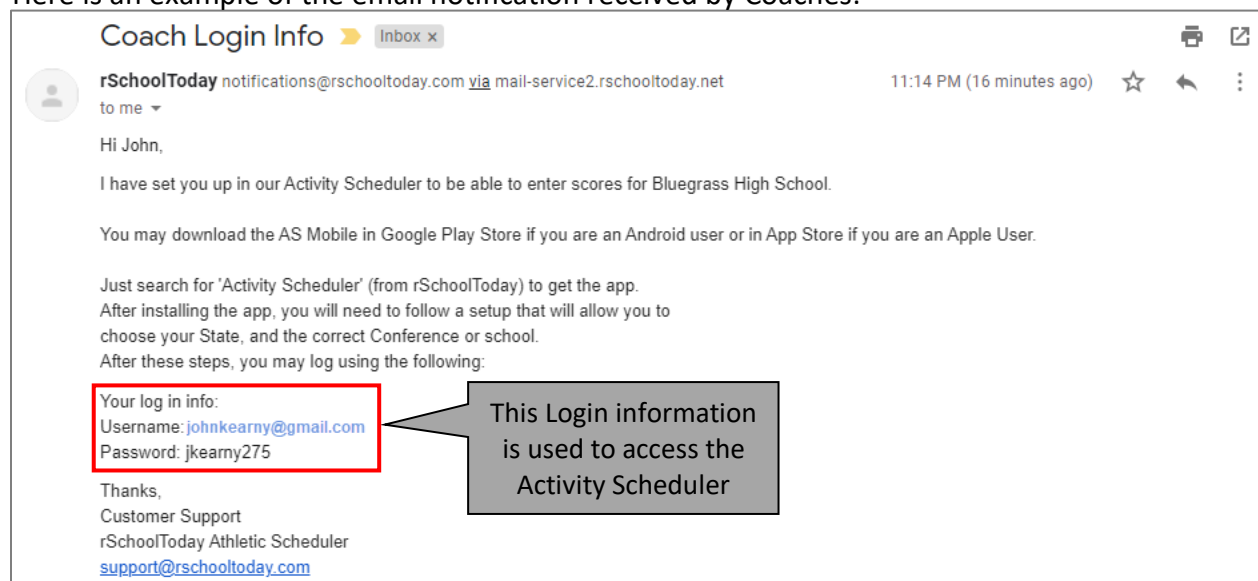 Here is an example of the email notification received by Coaches:
Coach Login Info Inbox x
rSchoolToday notifications@rschooltoday.com via mail-service2.rschooltoday.net 11:14 PM (16 minutes ago)
to me
Hi John,
I have set you up in our Activity Scheduler to be able to enter scores for Bluegrass High School.
You may download the AS Mobile in Google Play Store if you are an Android user or in App Store if you are an Apple User.
Just search for 'Activity Scheduler' (from rSchoolToday) to get the app.
After installing the app, you will need to follow a setup that will allow you to
choose your State, and the correct Conference or school.
After these steps, you may log using the following:
Your log in info:
Username: johnkearny@gmail.com
Password: jkearny275
This Login information
is used to access the
Activity Scheduler
Thanks,
Customer Support
rSchoolToday Athletic Scheduler
support@rschooltoday.com